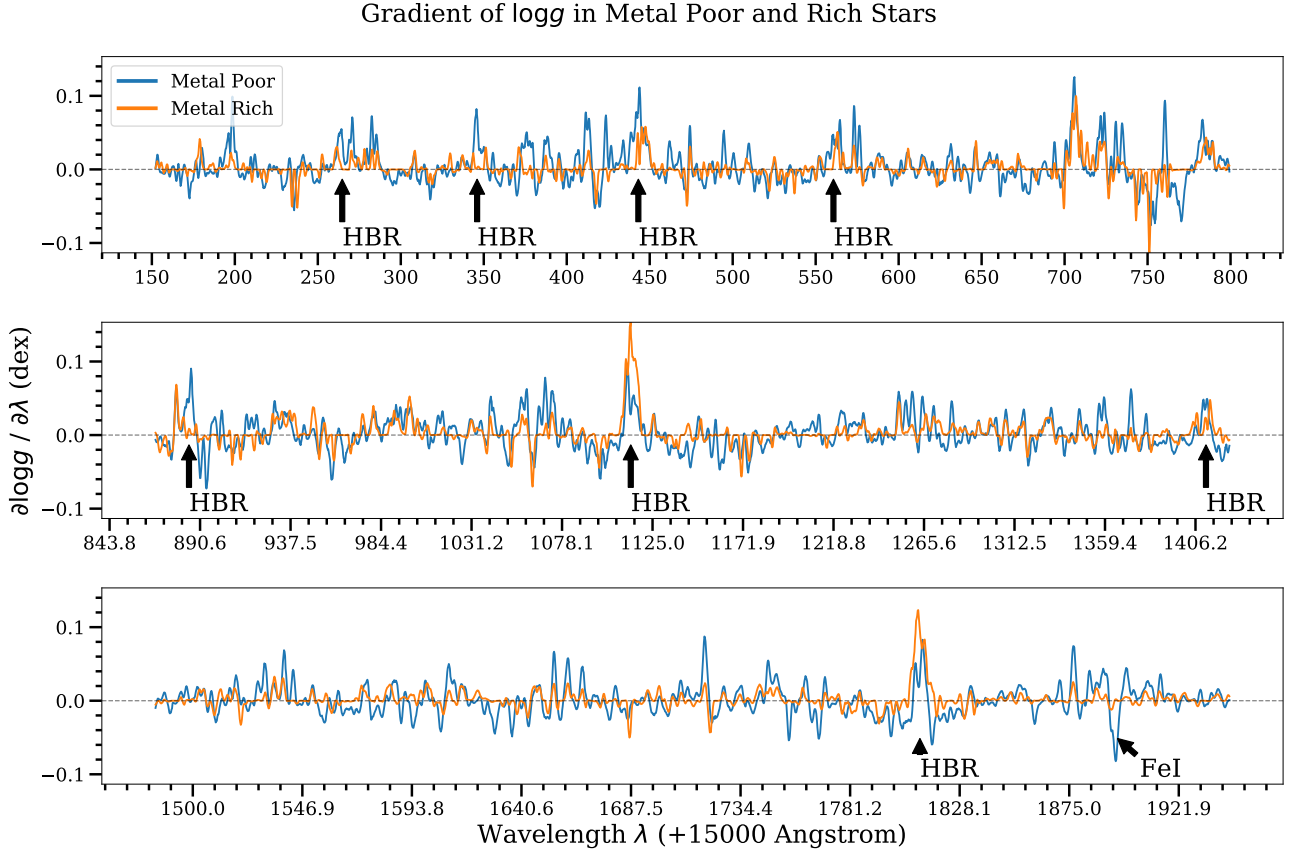 Gradient of logg in Metal Poor and Rich Stars
Metal Poor
Metal Rich
0.1
0.0
−0.1
HBR HBR HBR HBR
150 200 250 300 350 400 450 500 550 600 650 700 750 800
∂logg / ∂λ (dex)
0.1
0.0
−0.1
HBR HBR HBR
843.8 890.6 937.5 984.4 1031.2 1078.1 1125.0 1171.9 1218.8 1265.6 1312.5 1359.4 1406.2
0.1
0.0
−0.1
HBR FeI
1500.0 1546.9 1593.8 1640.6 1687.5 1734.4 1781.2 1828.1 1875.0 1921.9
Wavelength λ (+15000 Angstrom)